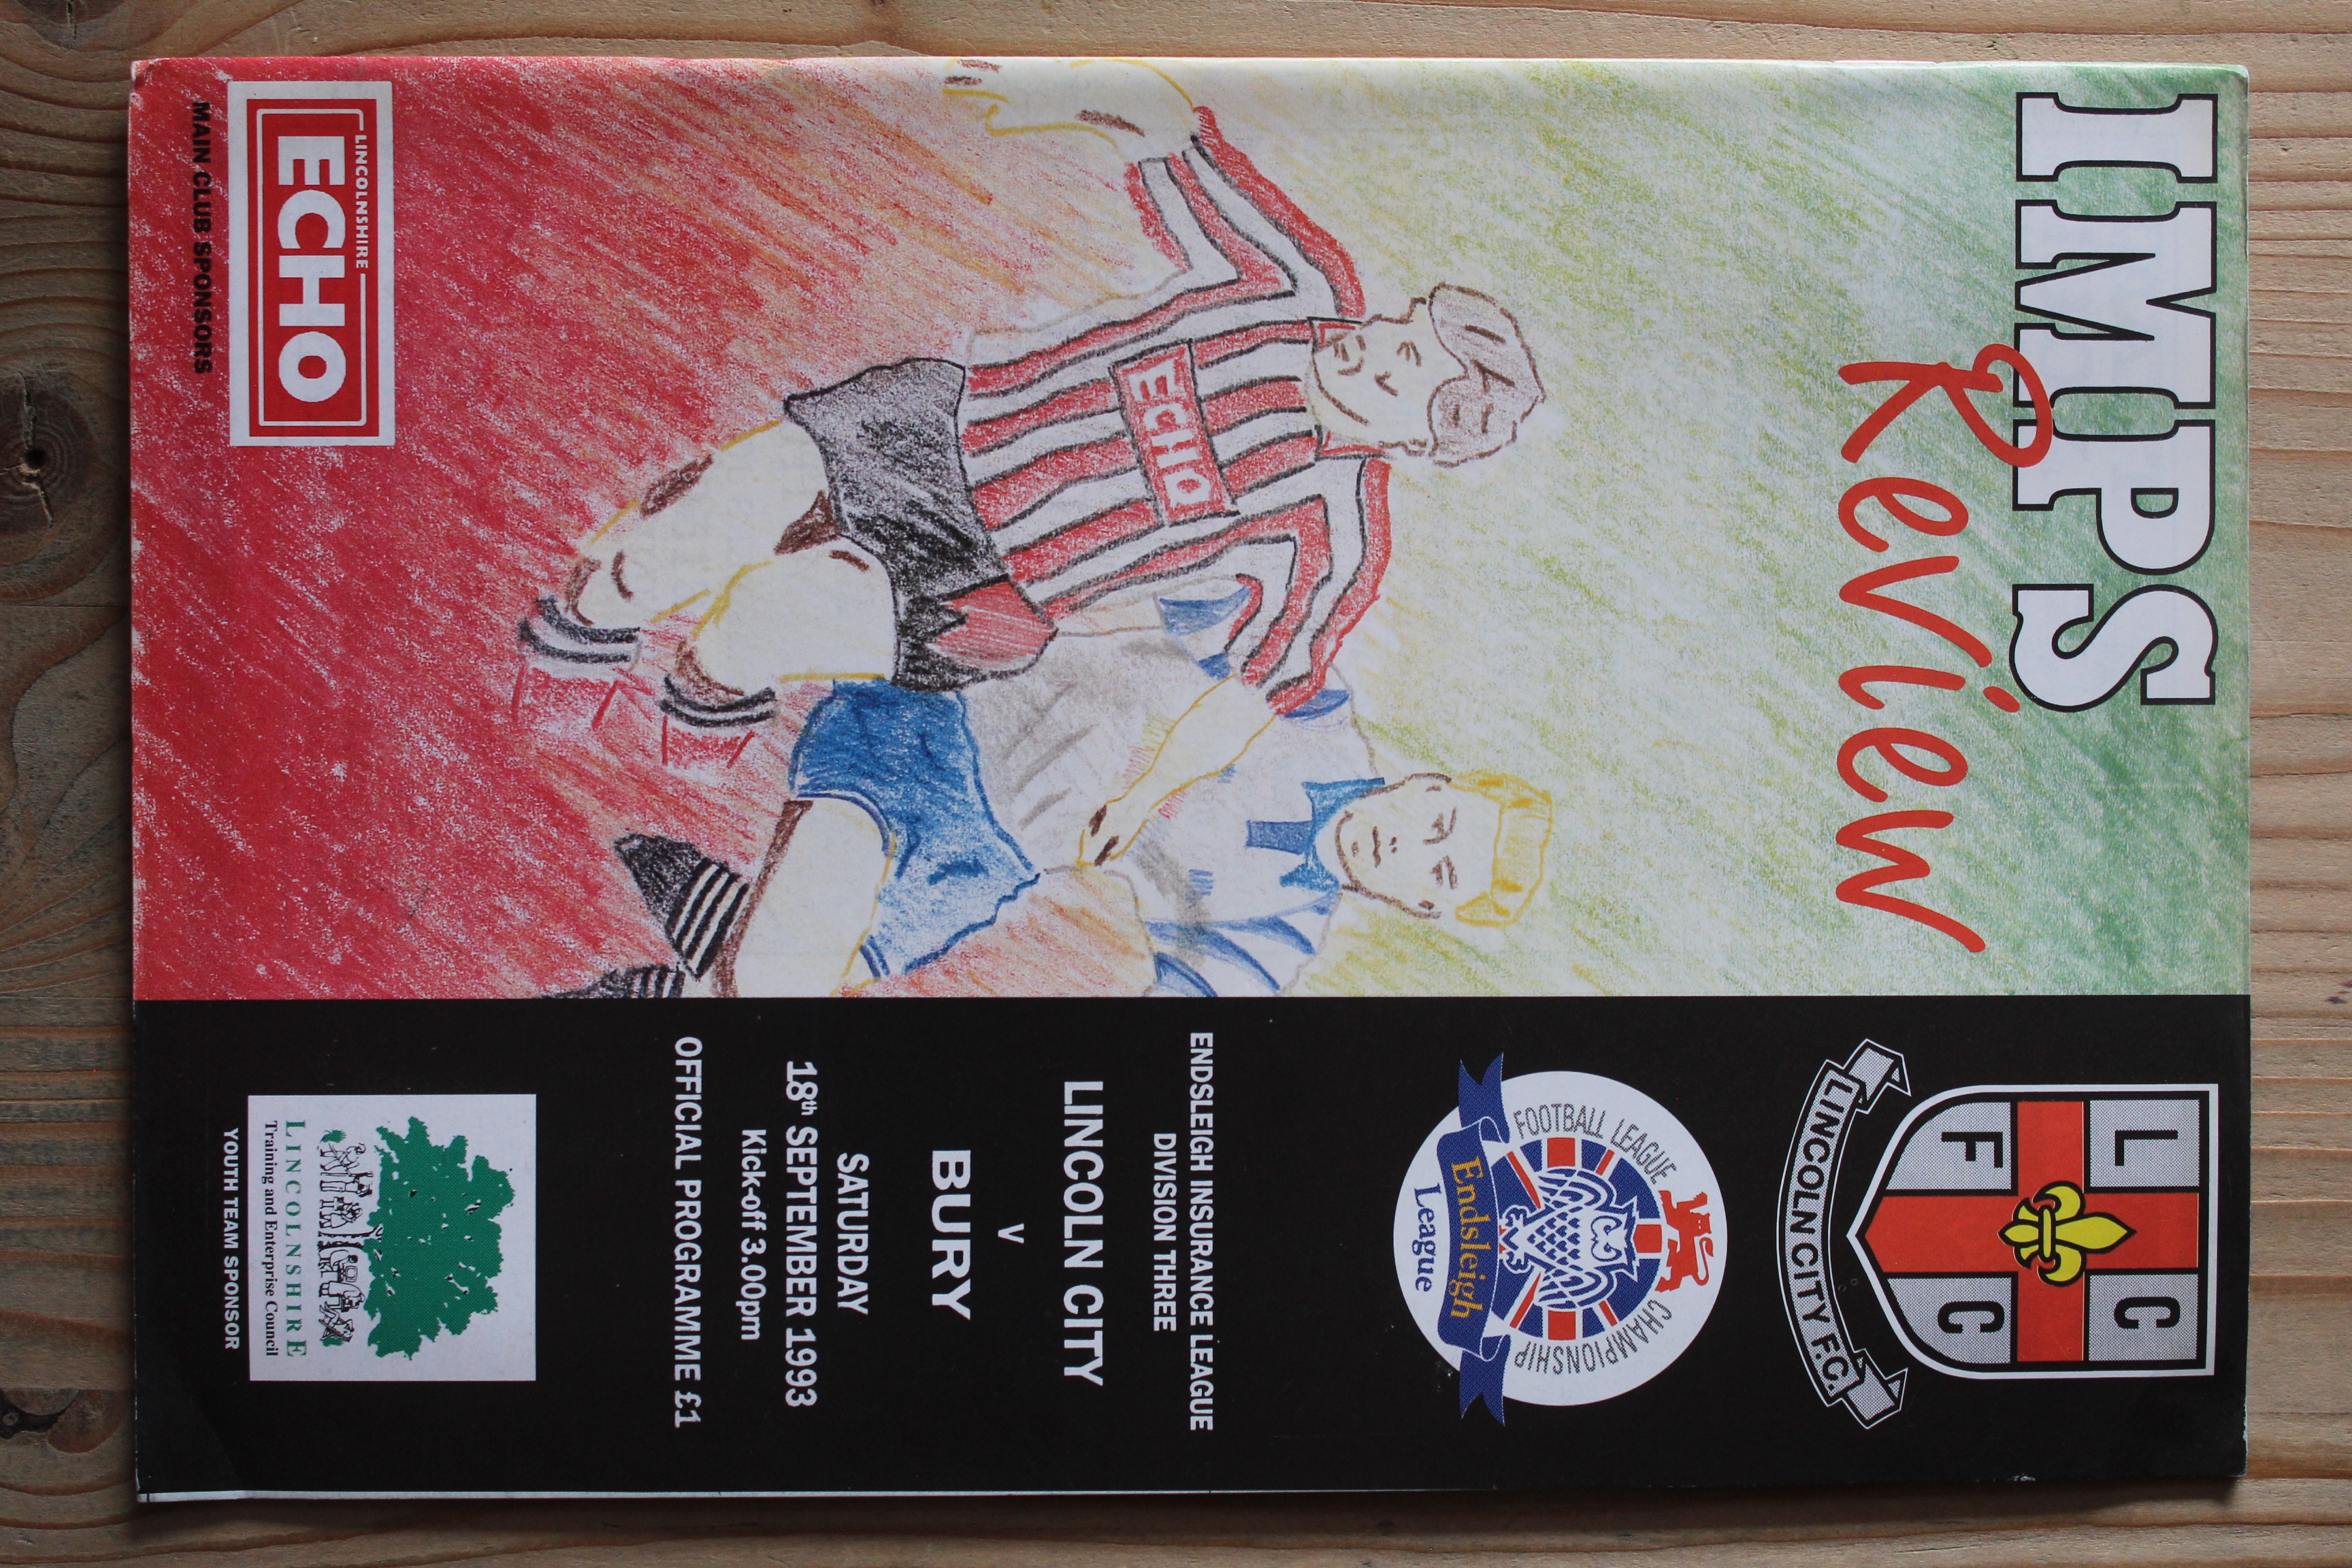 IMPS
Review
ECHO
LINCOLNSHIRE
ECHO
MAIN CLUB SPONSORS
L C
F C
LINCOLN CITY F.C.
FOOTBALL LEAGUE CHAMPIONSHIP
Endsleigh
League
ENDSLEIGH INSURANCE LEAGUE
DIVISION THREE
LINCOLN CITY
V
BURY
SATURDAY
18th SEPTEMBER 1993
Kick-off 3.00pm
OFFICIAL PROGRAMME £1
LINCOLNSHIRE
Training and Enterprise Council
YOUTH TEAM SPONSOR